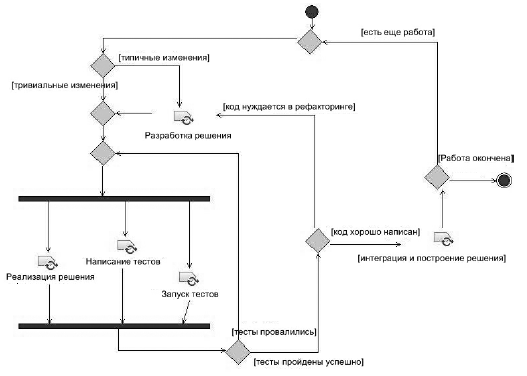 [есть еще работа]
[типичные изменения]
[тривиальные изменения]
[код нуждается в рефакторинге]
Разработка решения
[Работа окончена]
[код хорошо написан]
[интеграция и построение решения]
Написание тестов
Реализация решения
Запуск тестов
[тесты провалились]
[тесты пройдены успешно]